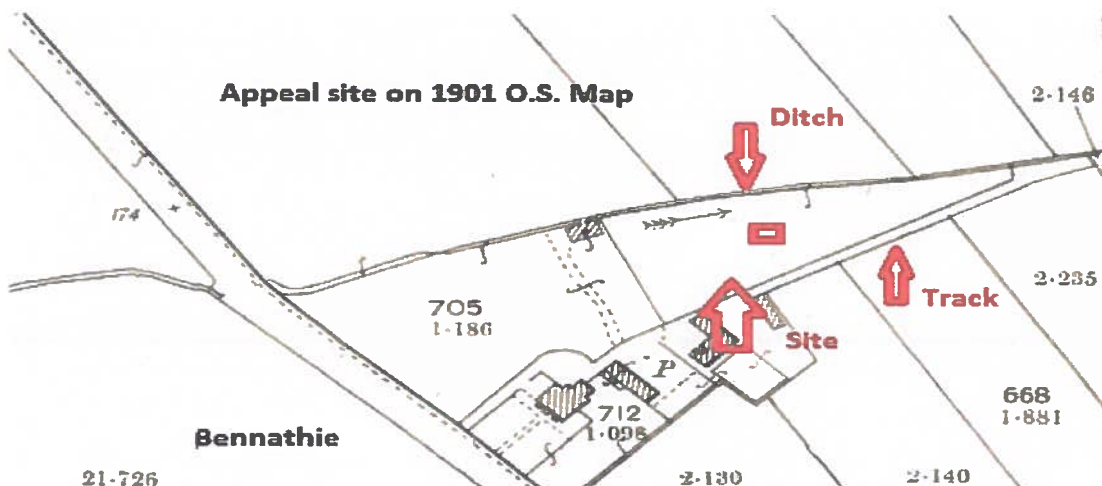 Appeal site on 1901 O.S. Map
2·146
Ditch
174
705
1·186
Track
2·235
Site
P
712
1.098
668
1·881
Bennathie
21·726
2·130
2·140